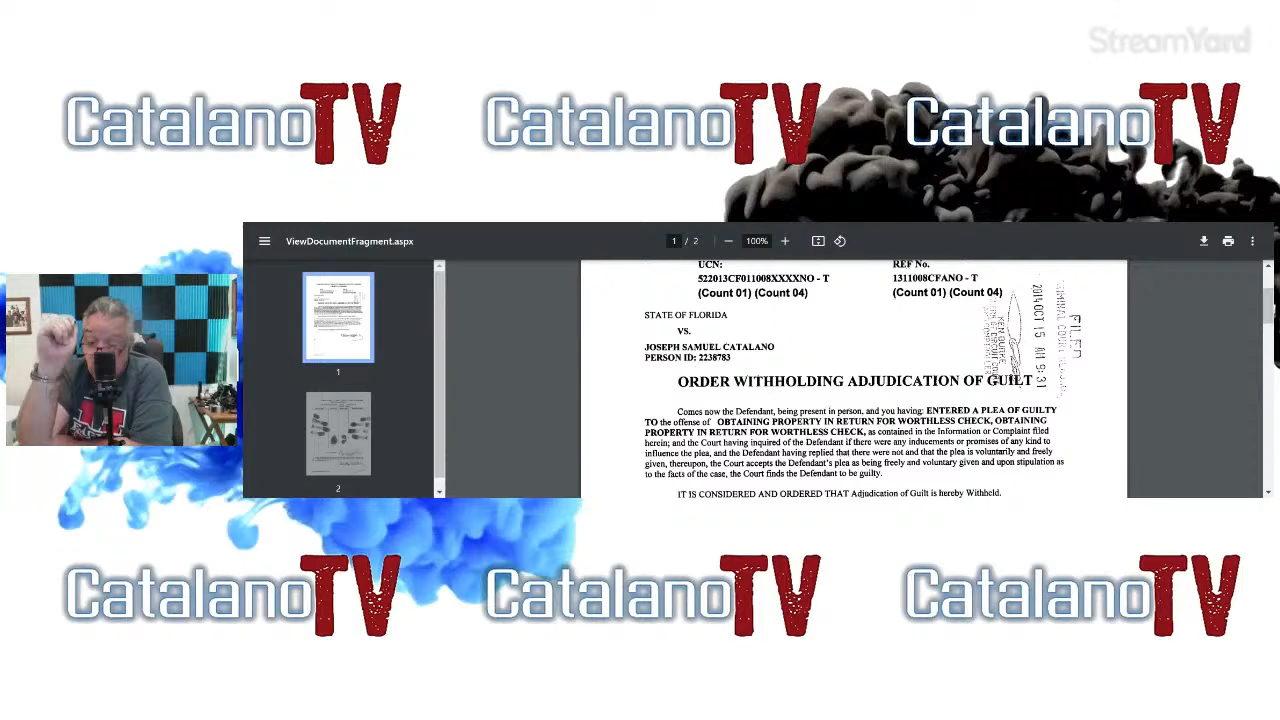 StreamYard
CatalanoTV
CatalanoTV
CatalanoTV
ViewDocumentFragment.aspx
1 / 2
100%
UCN:
REF No.
522013CF011008XXXXNO - T
1311008CFANO - T
(Count 01) (Count 04)
(Count 01) (Count 04)
STATE OF FLORIDA
VS.
JOSEPH SAMUEL CATALANO
PERSON ID: 2238783
FILED
2014 OCT 15 AM 9:31
KEN BURKE
ORDER WITHHOLDING ADJUDICATION OF GUILT
Comes now the Defendant, being present in person, and you having: ENTERED A PLEA OF GUILTY
TO the offense of OBTAINING PROPERTY IN RETURN FOR WORTHLESS CHECK, OBTAINING
PROPERTY IN RETURN FOR WORTHLESS CHECK, as contained in the Information or Complaint filed
herein; and the Court having inquired of the Defendant if there were any inducements or promises of any kind to
influence the plea, and the Defendant having replied that there were not and that the plea is voluntarily and freely
given, thereupon, the Court accepts the Defendant's plea as being freely and voluntary given and upon stipulation as
to the facts of the case, the Court finds the Defendant to be guilty.
IT IS CONSIDERED AND ORDERED THAT Adjudication of Guilt is hereby Withheld.
1
2
CatalanoTV
CatalanoTV
CatalanoTV